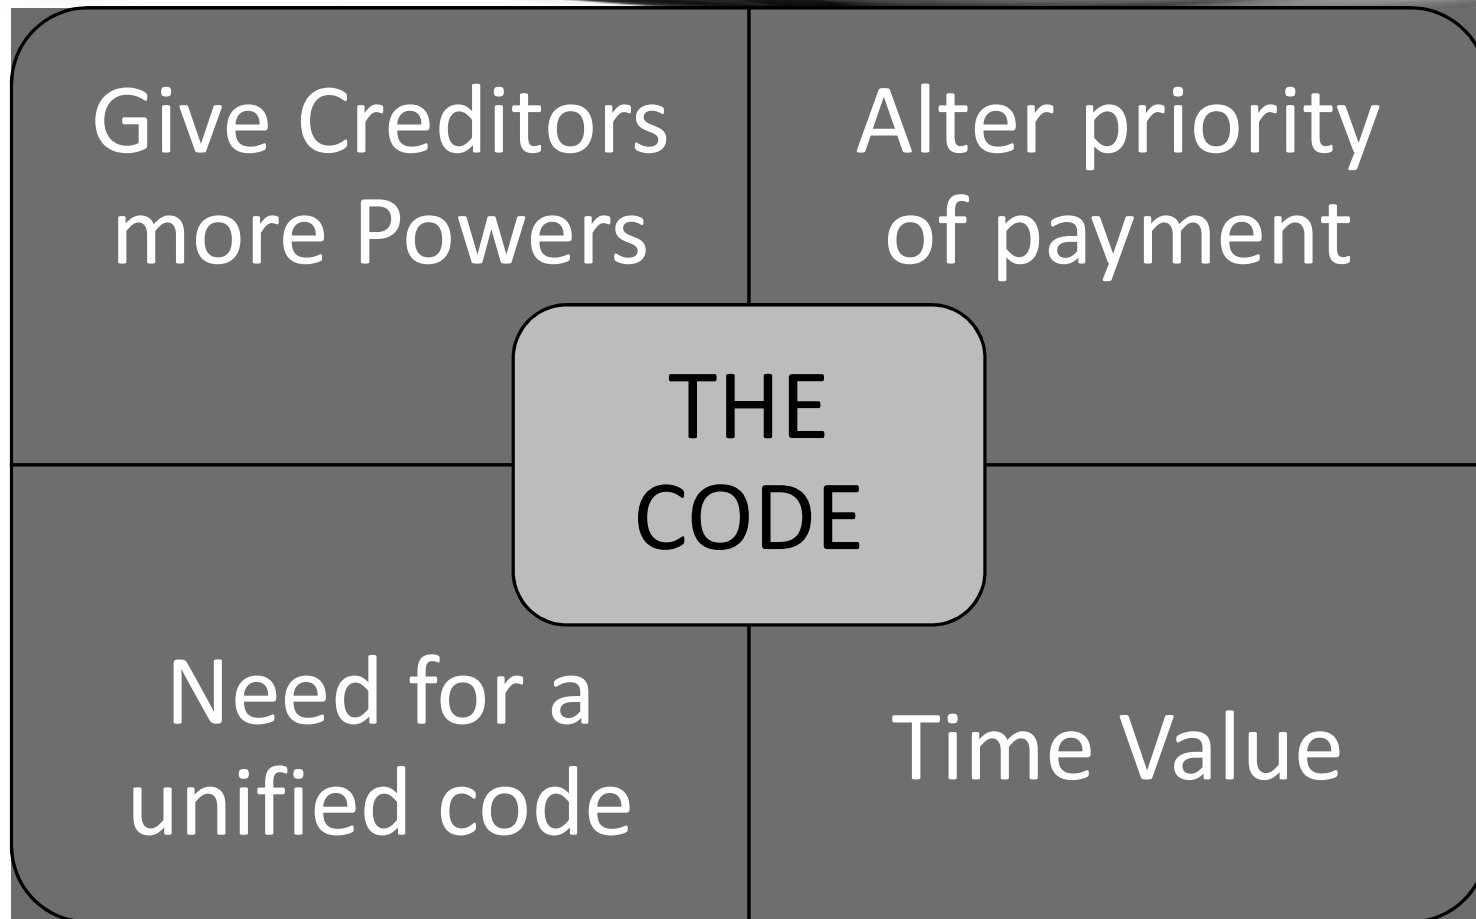 Give Creditors
more Powers
Alter priority
of payment
THE
CODE
Need for a
unified code
Time Value